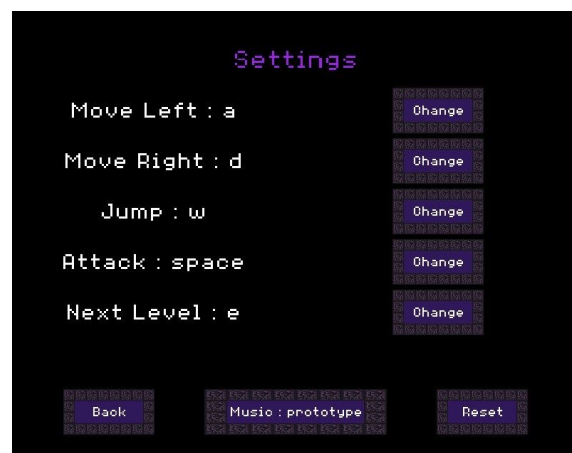 Settings
Move Left : a
Change
Move Right : d
Change
Jump : w
Change
Attack : space
Change
Next Level : e
Change
Back
Music : prototype
Reset